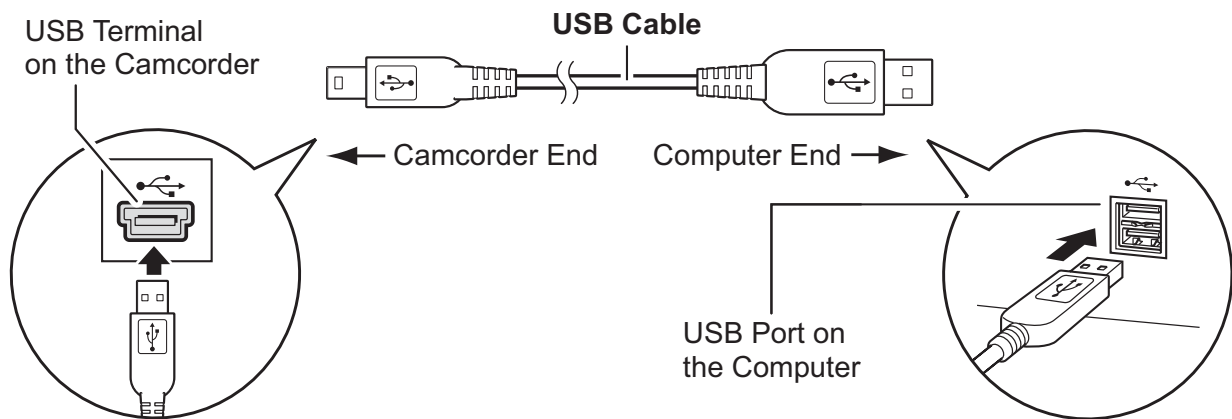 USB Terminal
on the Camcorder
USB Cable
Camcorder End
Computer End
USB Port on
the Computer